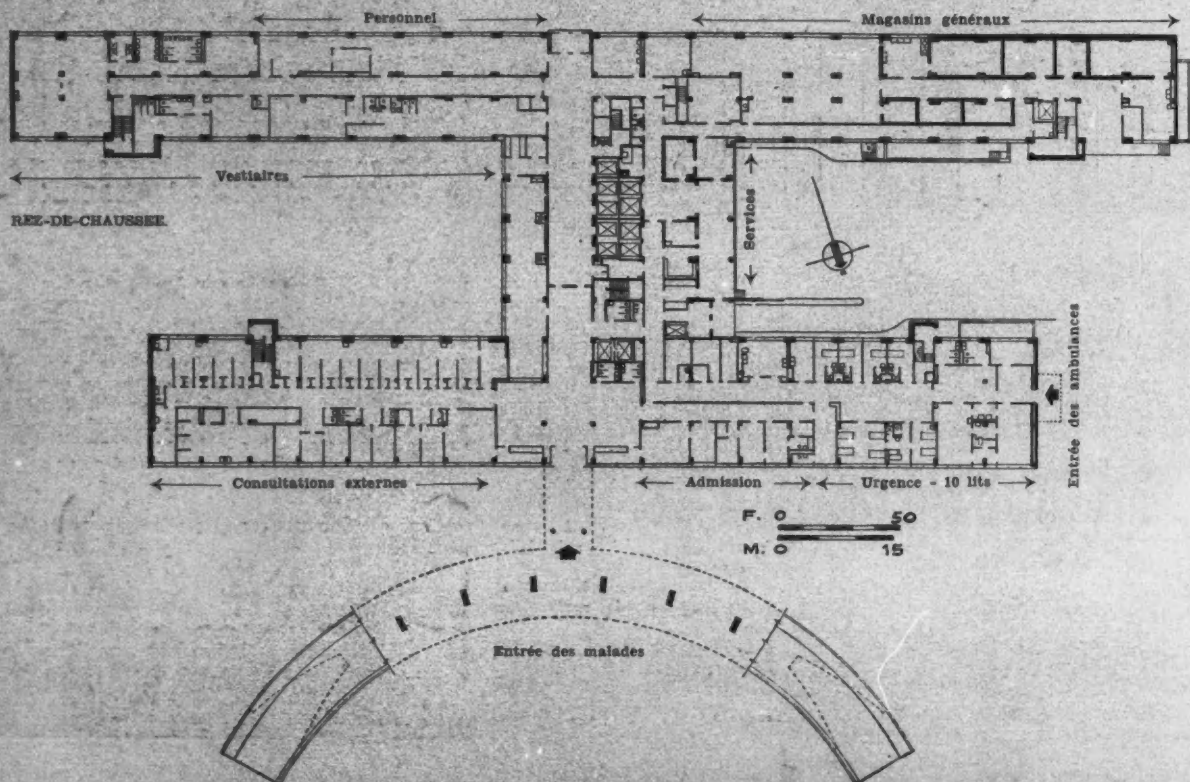 Personnel
Magasins généraux
Vestiaires
Services
REZ-DE-CHAUSSEE.
Entrée des ambulances
Consultations externes
Admission
Urgence - 10 lits
F. 0 50
M. 0 15
Entrée des malades